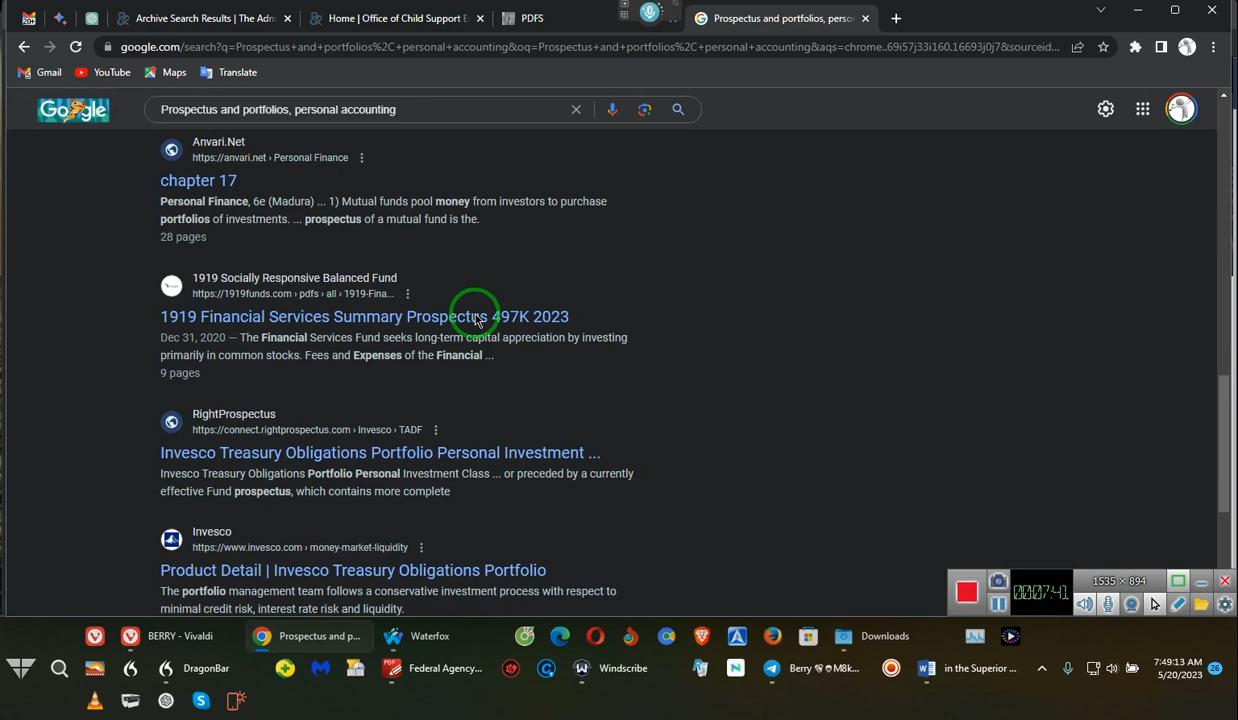 Archive Search Results | The Adm
Home | Office of Child Support E
PDFS
Prospectus and portfolios, perso
google.com/search?q=Prospectus+and+portfolios%2C+personal+accounting&oq=Prospectus+and+portfolios%2C+personal+accounting&aqs=chrome..69i57j33i160.16693j0j7&sourceid...
Gmail
YouTube
Maps
Translate
Google
Prospectus and portfolios, personal accounting
Anvari.Net
https://anvari.net › Personal Finance
chapter 17
Personal Finance, 6e (Madura) ... 1) Mutual funds pool money from investors to purchase
portfolios of investments. ... prospectus of a mutual fund is the.
28 pages
1919 Socially Responsive Balanced Fund
https://1919funds.com › pdfs › all › 1919-Fina...
1919 Financial Services Summary Prospectus 497K 2023
Dec 31, 2020 — The Financial Services Fund seeks long-term capital appreciation by investing
primarily in common stocks. Fees and Expenses of the Financial ...
9 pages
RightProspectus
https://connect.rightprospectus.com › Invesco › TADF
Invesco Treasury Obligations Portfolio Personal Investment ...
Invesco Treasury Obligations Portfolio Personal Investment Class ... or preceded by a currently
effective Fund prospectus, which contains more complete
Invesco
https://www.invesco.com › money-market-liquidity
Product Detail | Invesco Treasury Obligations Portfolio
The portfolio management team follows a conservative investment process with respect to
minimal credit risk, interest rate risk and liquidity.
00:07:41
1535 × 894
BERRY - Vivaldi
Prospectus and p...
Waterfox
Downloads
DragonBar
Federal Agency...
Windscribe
Berry
M8k...
in the Superior ...
7:49:13 AM
5/20/2023
26